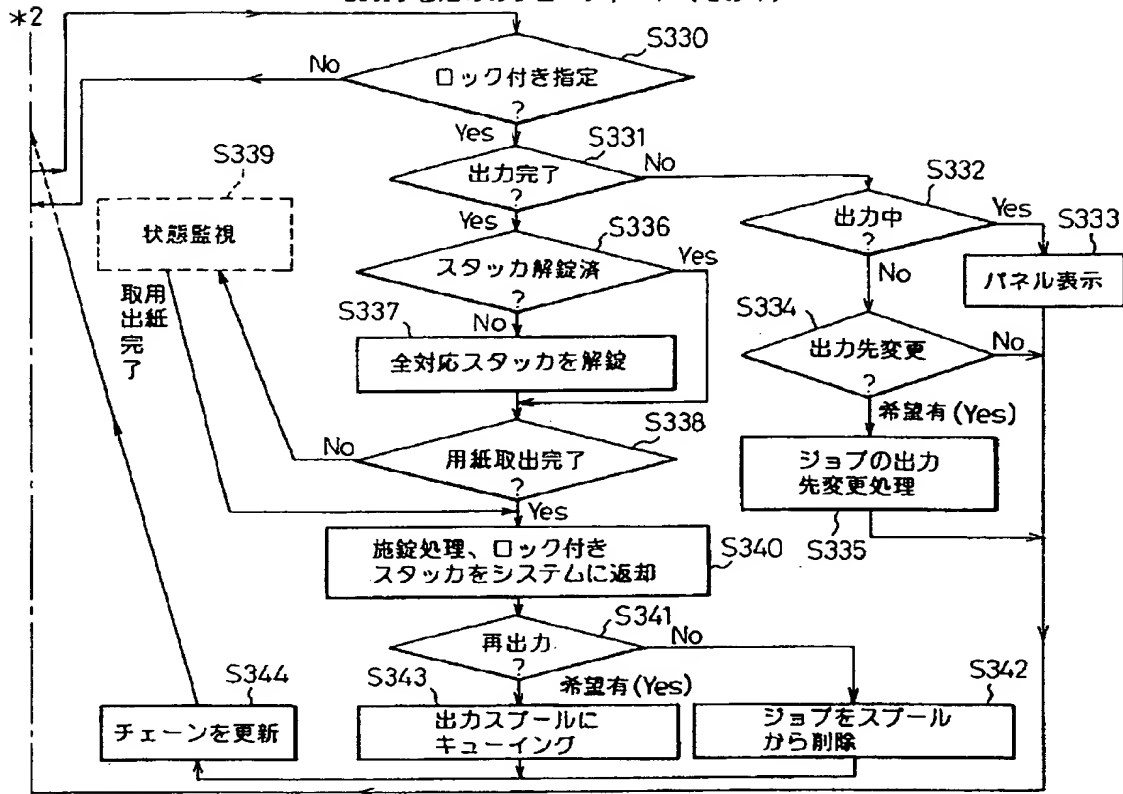 *2
S330
No
ロック付き指定
?
Yes
S331
出力完了
?
No
S339
状態監視
S332
出力中
?
Yes
S333
パネル表示
Yes
S336
スタッカ解錠済
?
Yes
No
S334
出力先変更
?
No
取用
出紙
完
了
S337
No
全対応スタッカを解錠
希望有(Yes)
S338
No
用紙取出完了
?
Yes
ジョブの出力
先変更処理
S335
施錠処理、ロック付き
スタッカをシステムに返却
S340
S341
再出力
?
No
S344
チェーンを更新
S343
希望有(Yes)
出力スプールに
キューイング
S342
ジョブをスプール
から削除